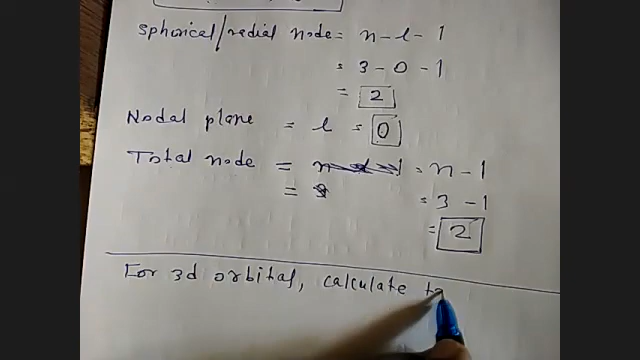 Spherical/radial node = n - l - 1
= 3 - 0 - 1
= 2
Nodal plane = l = 0
Total node = = n - 1
= = 3 - 1
= 2
For 3d orbital, calculate